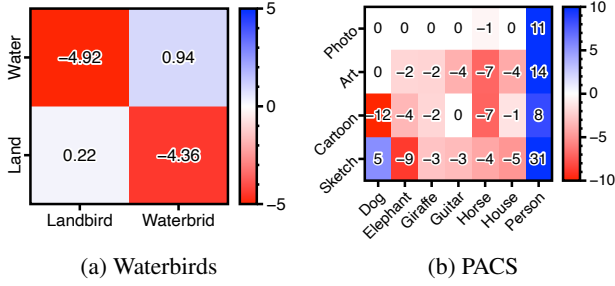 Water
Land
−4.92 0.94
0.22 −4.36
Landbird Waterbrid
5
0
−5
(a) Waterbirds
Photo 0 0 0 0 −1 0 11
Art 0 −2 −2 −4 −7 −4 14
Cartoon −12 −4 −2 0 −7 −1 8
Sketch 5 −9 −3 −3 −4 −5 31
Dog Elephant Giraffe Guitar Horse House Person
10
5
0
−5
−10
(b) PACS